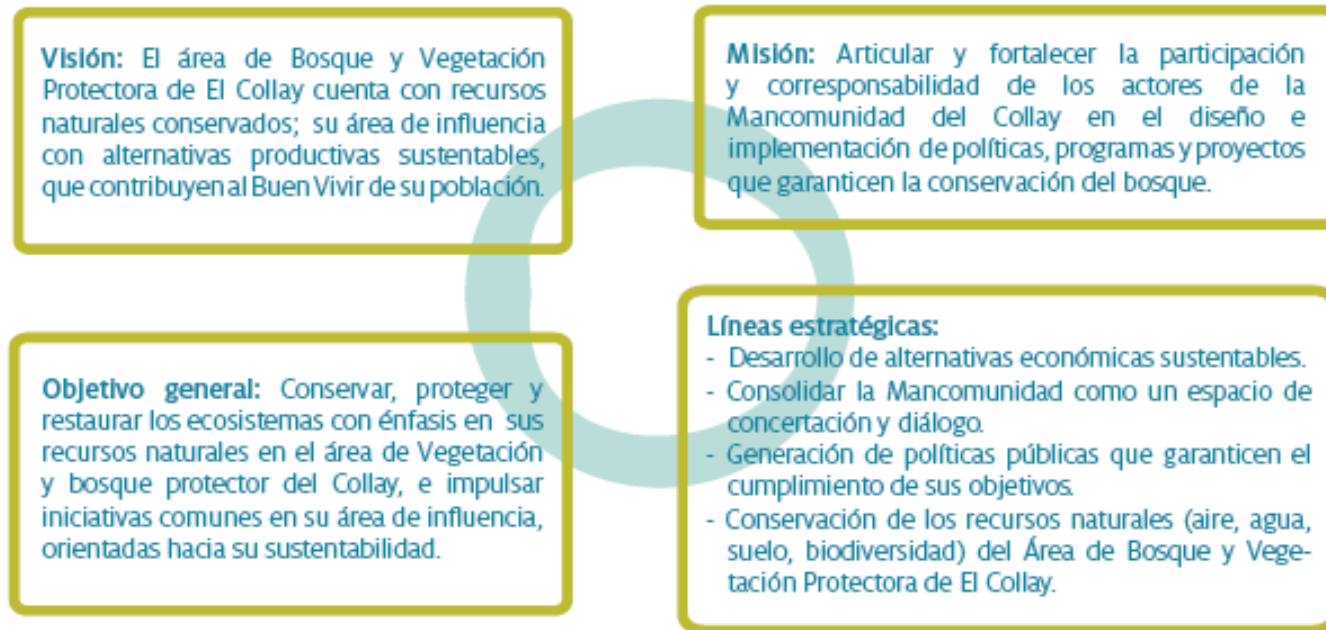 Visión: El área de Bosque y Vegetación
Protectora de El Collay cuenta con recursos
naturales conservados; su área de influencia
con alternativas productivas sustentables,
que contribuyen al Buen Vivir de su población.
Misión: Articular y fortalecer la participación
y corresponsabilidad de los actores de la
Mancomunidad del Collay en el diseño e
implementación de políticas, programas y proyectos
que garanticen la conservación del bosque.
Objetivo general: Conservar, proteger y
restaurar los ecosistemas con énfasis en sus
recursos naturales en el área de Vegetación
y bosque protector del Collay, e impulsar
iniciativas comunes en su área de influencia,
orientadas hacia su sustentabilidad.
Líneas estratégicas:
- Desarrollo de alternativas económicas sustentables.
- Consolidar la Mancomunidad como un espacio de
concertación y diálogo.
- Generación de políticas públicas que garanticen el
cumplimiento de sus objetivos.
- Conservación de los recursos naturales (aire, agua,
suelo, biodiversidad) del Área de Bosque y Vege-
tación Protectora de El Collay.